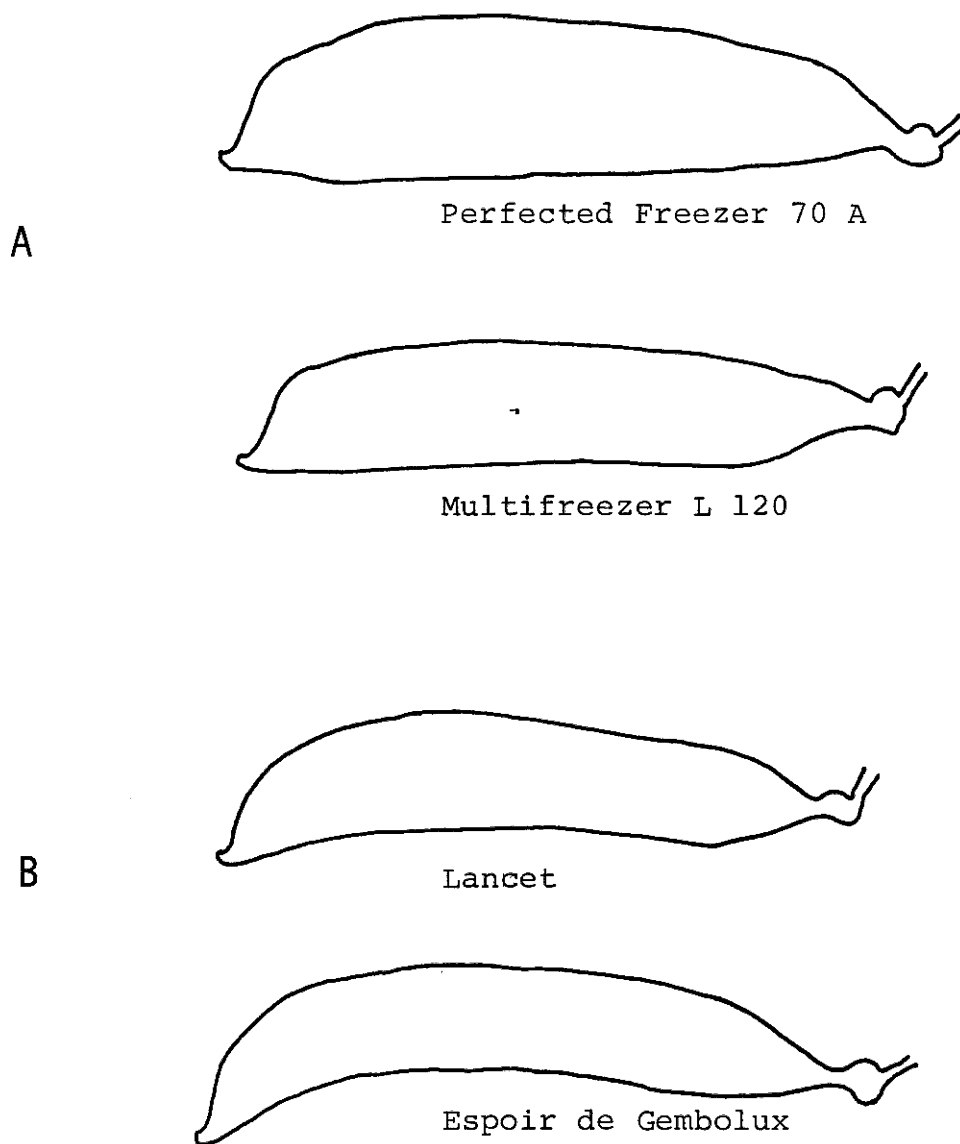 Perfected Freezer 70 A
A
Multifreezer L 120
Lancet
B
Espoir de Gembolux